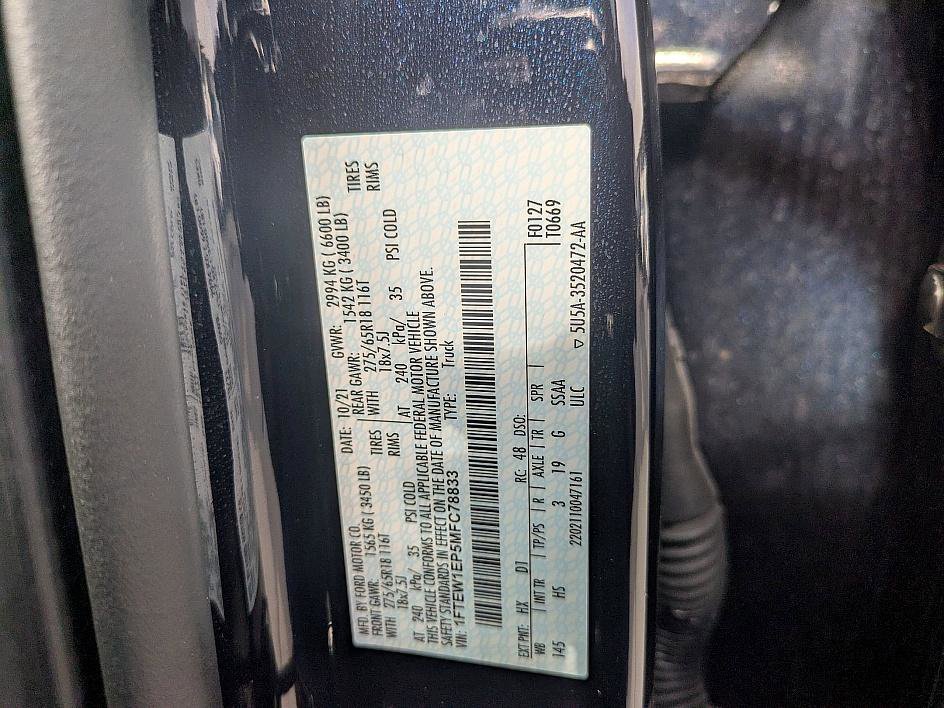 MFD. BY FORD MOTOR CO.
DATE: 10/21 GVWR: 2994 KG ( 6600 LB)
FRONT GAWR: 1565 KG ( 3450 LB) REAR GAWR: 1542 KG ( 3400 LB)
WITH 275/65R18 116T TIRES WITH 275/65R18 116T TIRES
18x7.5J RIMS 18x7.5J RIMS
AT 240 kPa/ 35 PSI COLD AT 240 kPa/ 35 PSI COLD
THIS VEHICLE CONFORMS TO ALL APPLICABLE FEDERAL MOTOR VEHICLE
SAFETY STANDARDS IN EFFECT ON THE DATE OF MANUFACTURE SHOWN ABOVE.
VIN: 1FTEW1EP5MFC78833 TYPE: Truck
EXT PNT: HX D1 RC: 48 DSO: F0127
WB INT TR TP/PS R AXLE TR SPR T0669
145 HS 3 19 G SSAA
2202110047161 ULC ▽ 5U5A-3520472-AA